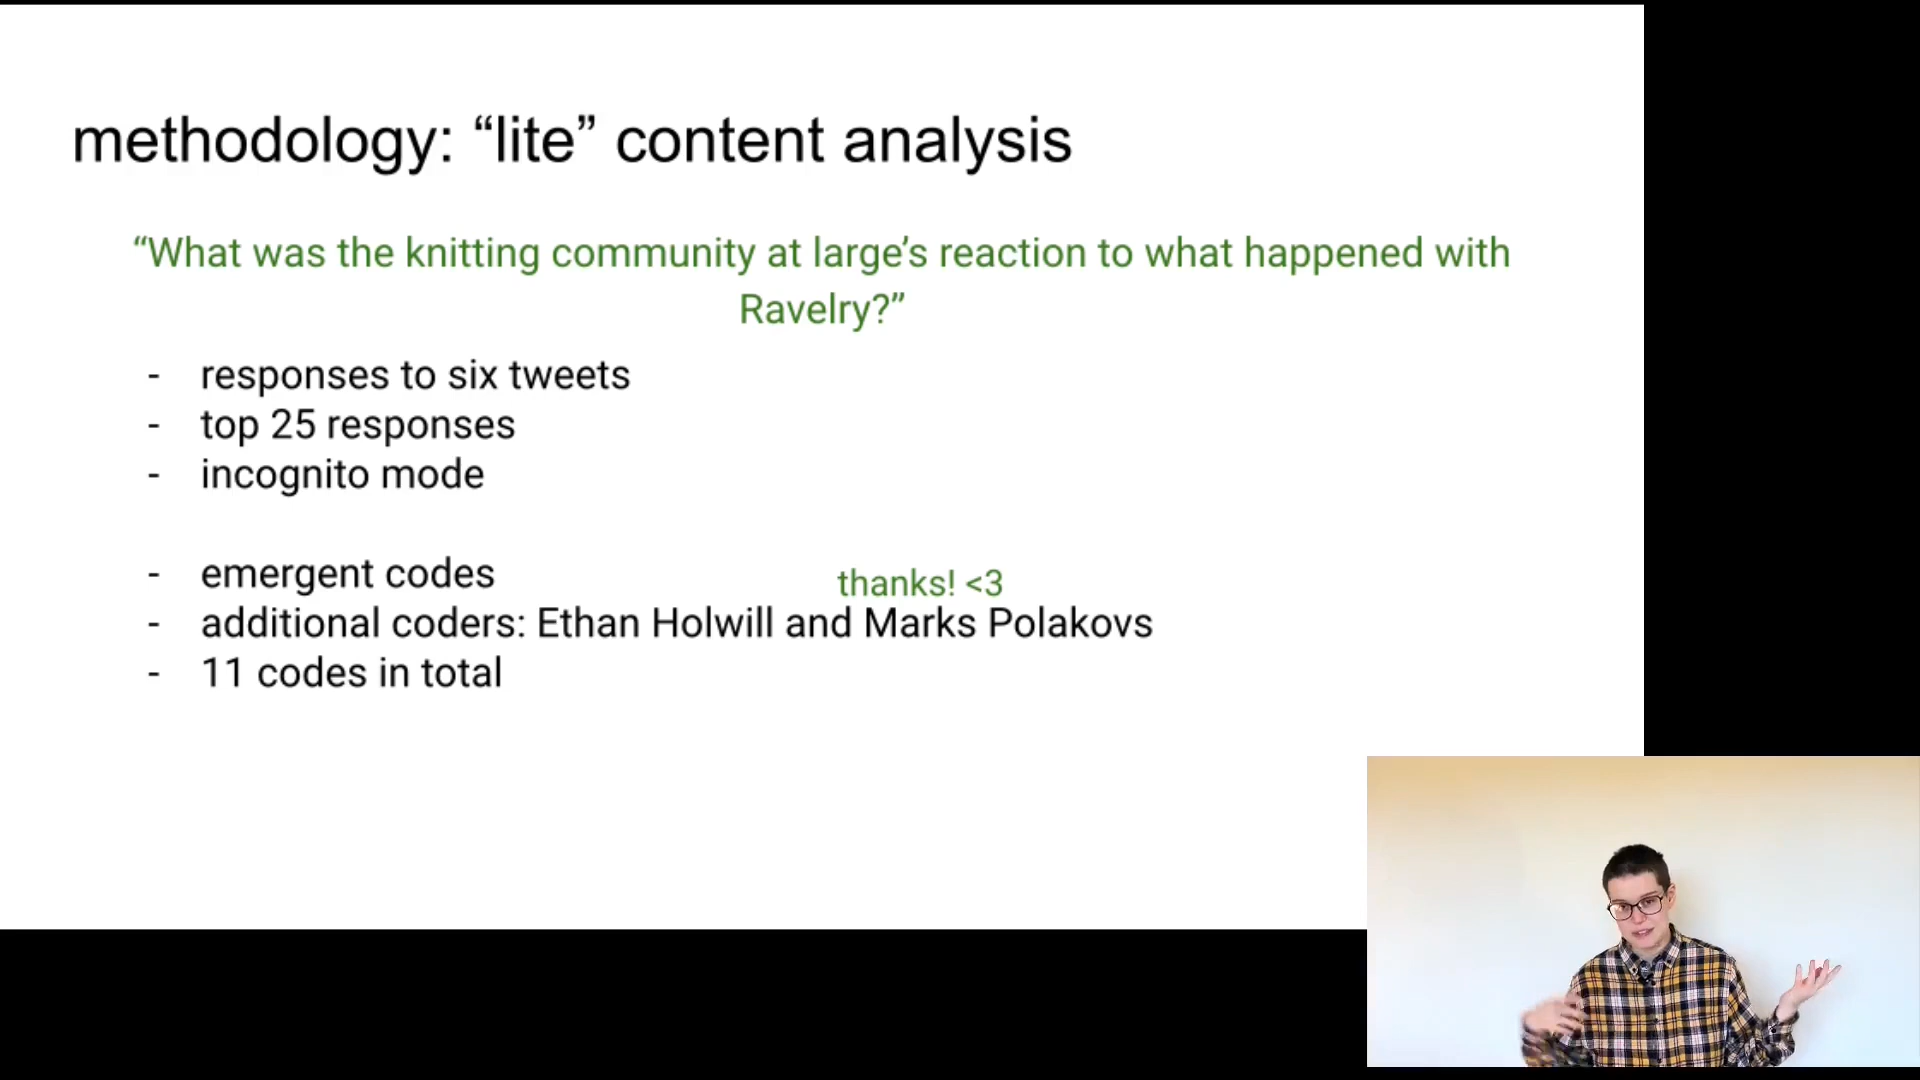 methodology: “lite” content analysis
“What was the knitting community at large’s reaction to what happened with
Ravelry?”
- responses to six tweets
- top 25 responses
- incognito mode
- emergent codes
thanks! <3
- additional coders: Ethan Holwill and Marks Polakovs
- 11 codes in total